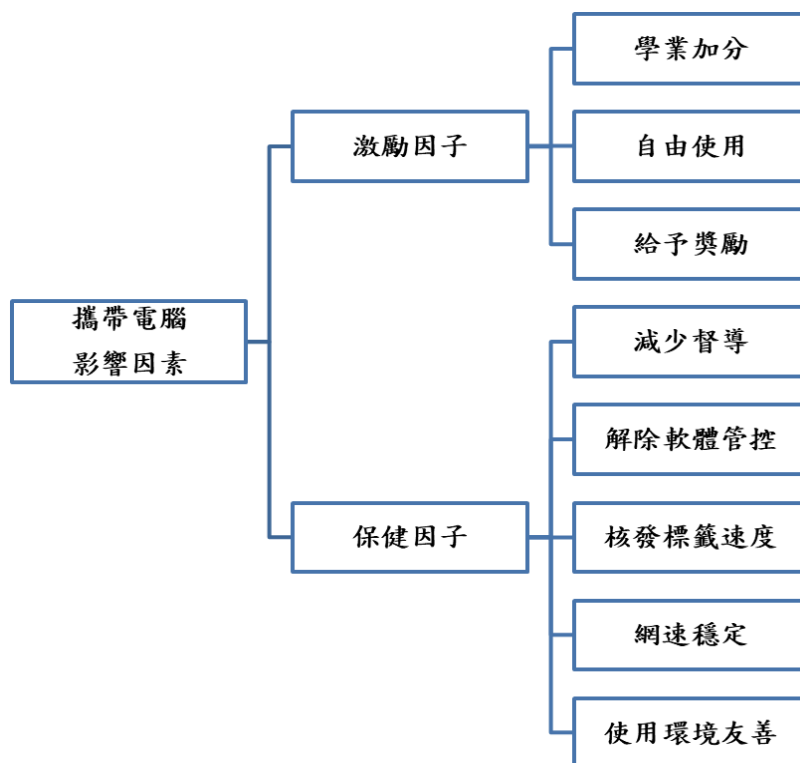 學業加分
激勵因子
自由使用
給予獎勵
攜帶電腦
影響因素
減少督導
解除軟體管控
保健因子
核發標籤速度
網速穩定
使用環境友善